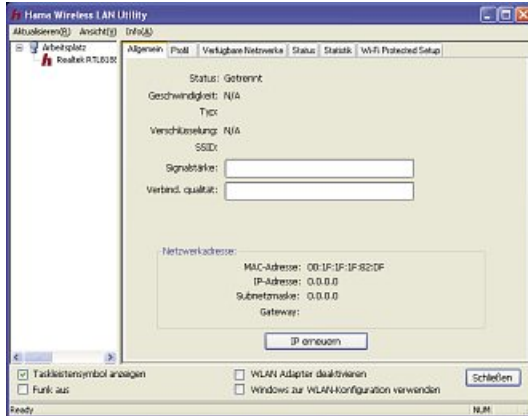 Hama Wireless LAN Utility
Aktualisieren(R) Ansicht(V) Info(A)
Arbeitsplatz
Realtek
Allgemein Profil Verfügbare Netzwerke Status Statistik Wi-Fi Protected Setup
Status: Getrennt
Geschwindigkeit: N/A
Typ:
Verschlüsselung: N/A
SSID:
Signalstärke:
Verbind. qualität:
Netzwerkadresse:
MAC-Adresse: 00:1F:1F:1F:82:DF
IP-Adresse: 0.0.0.0
Subnetzmaske: 0.0.0.0
Gateway:
IP erneuern
Taskleistensymbol anzeigen
Funk aus
WLAN Adapter deaktivieren
Windows zur WLAN-Konfiguration verwenden
Schließen
Ready NUM